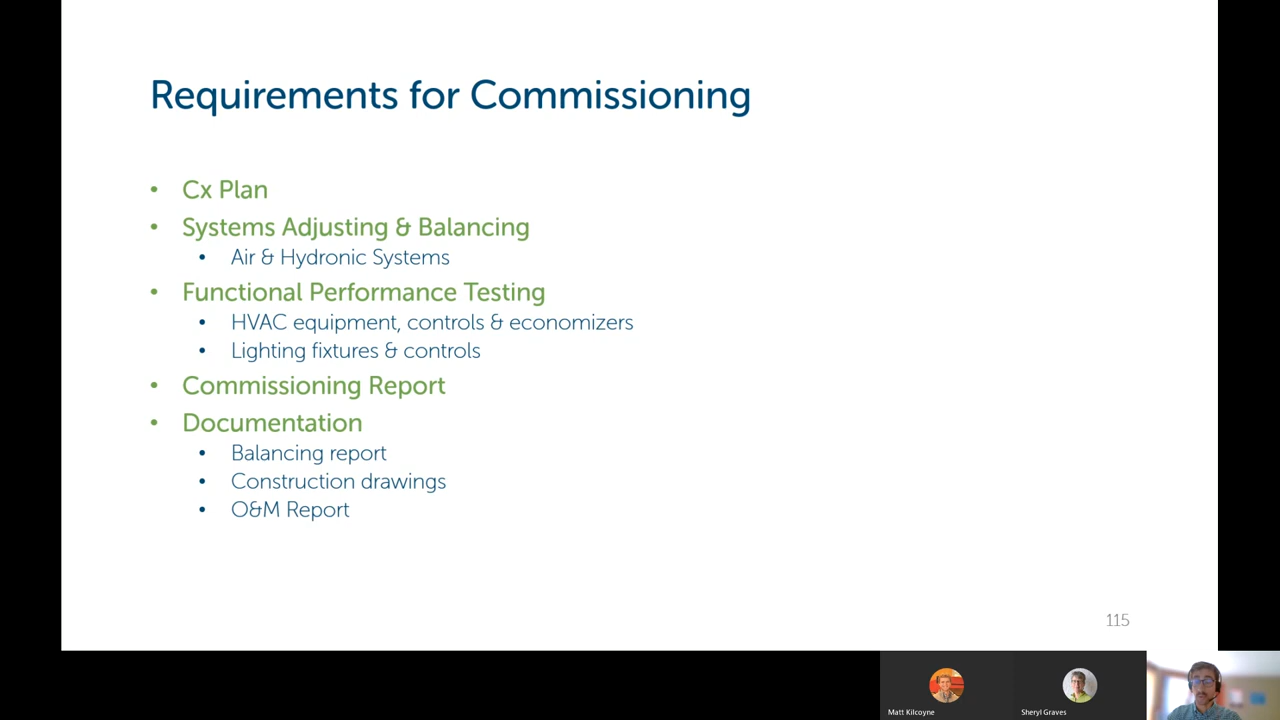 Requirements for Commissioning
• Cx Plan
• Systems Adjusting & Balancing
• Air & Hydronic Systems
• Functional Performance Testing
• HVAC equipment, controls & economizers
• Lighting fixtures & controls
• Commissioning Report
• Documentation
• Balancing report
• Construction drawings
• O&M Report
115
Matt Kilcoyne
Sheryl Graves